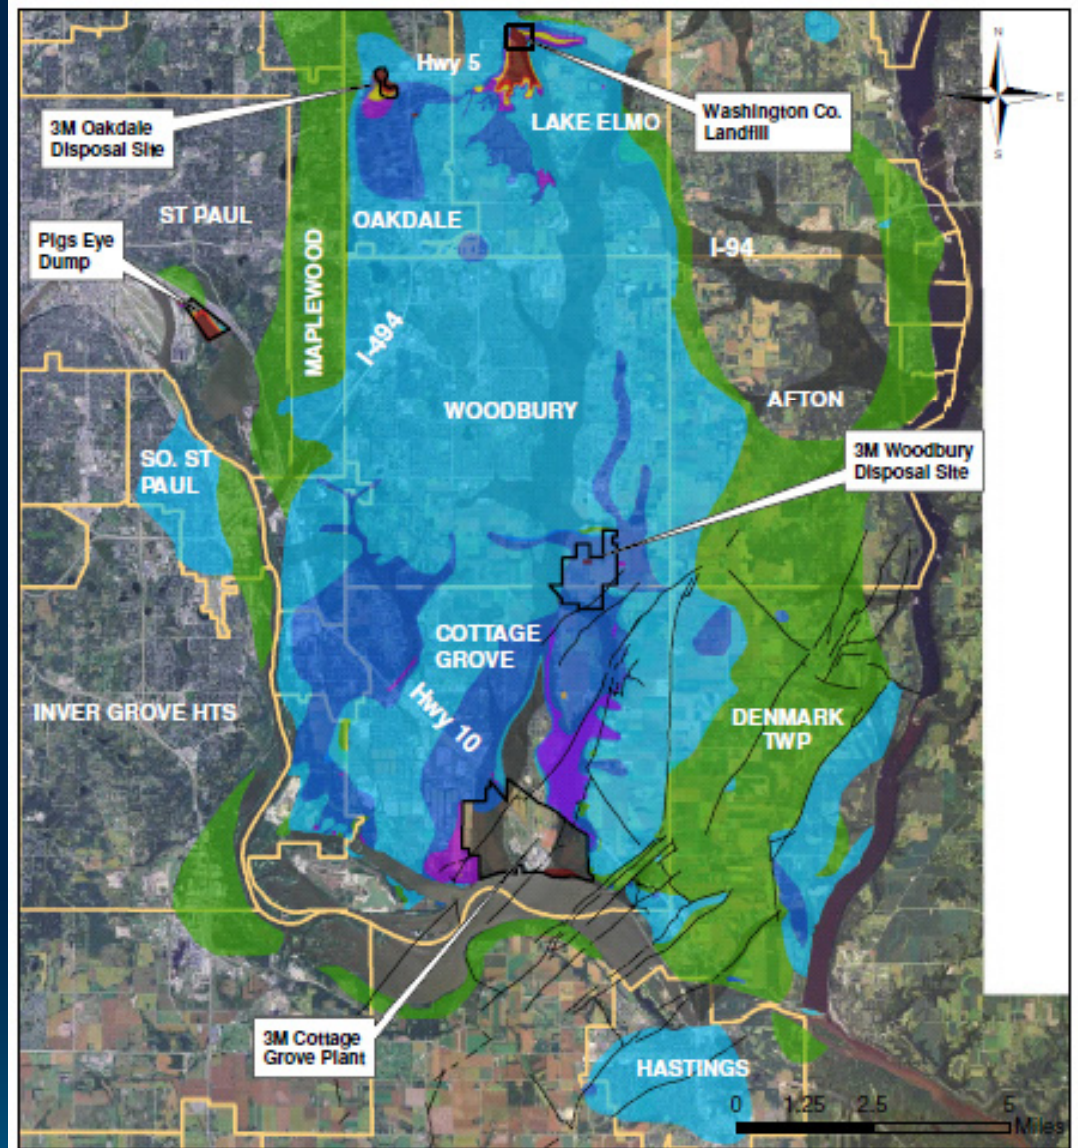 N
E
S
Hwy 5
3M Oakdale
Disposal Site
Washington Co.
Landfill
LAKE ELMO
ST PAUL
OAKDALE
Pigs Eye
Dump
MAPLEWOOD
I-94
I-494
WOODBURY
AFTON
SO. ST
PAUL
3M Woodbury
Disposal Site
COTTAGE
GROVE
Hwy 10
INVER GROVE HTS
DENMARK
TWP
3M Cottage
Grove Plant
HASTINGS
0 1.25 2.5 5
Miles